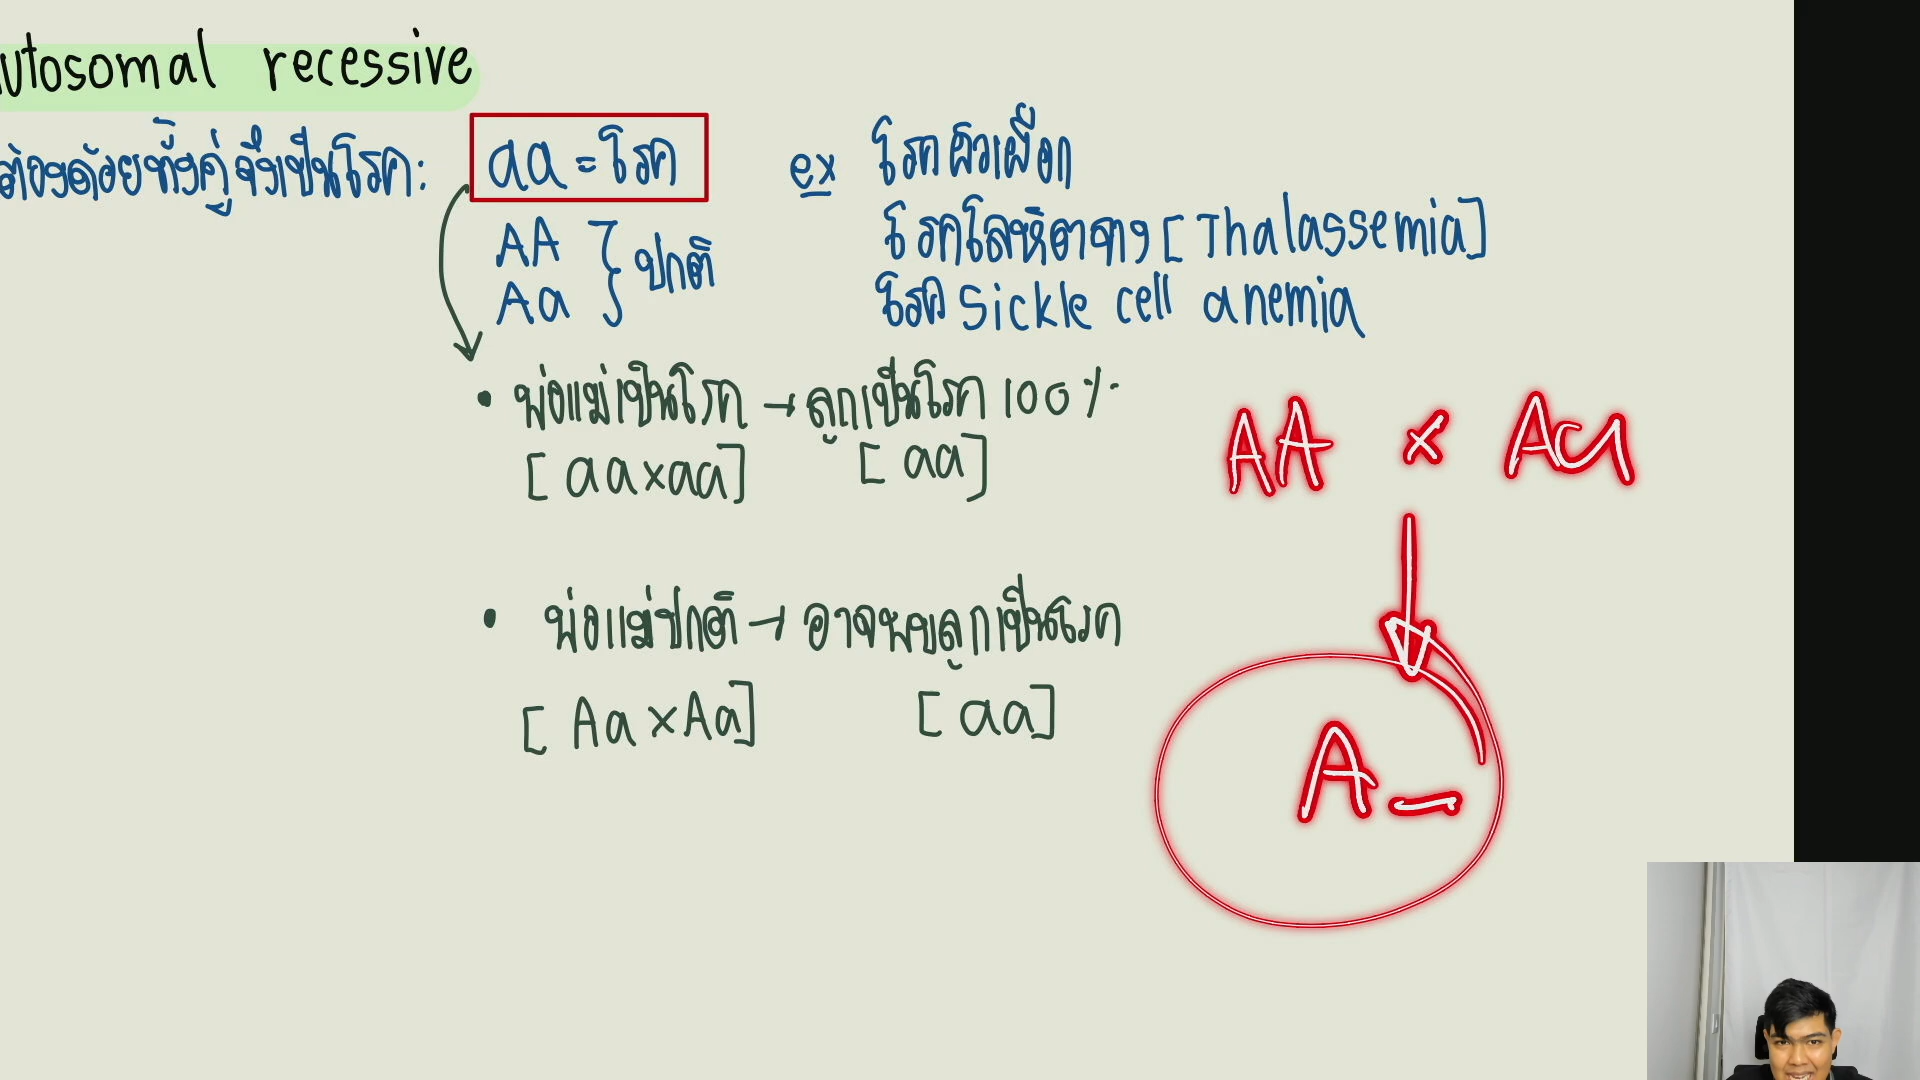 utosomal recessive
ต้องด้อยทั้งคู่จึงเป็นโรค: aa = โรค
AA
Aa } ปกติ
ex โรคผิวเผือก
โรคโลหิตจาง [Thalassemia]
โรค Sickle cell anemia
• พ่อแม่เป็นโรค → ลูกเป็นโรค 100%
[aa×aa] [aa]
• พ่อแม่ปกติ → อาจพบลูกเป็นโรค
[Aa×Aa] [aa]
AA × Aa
A_